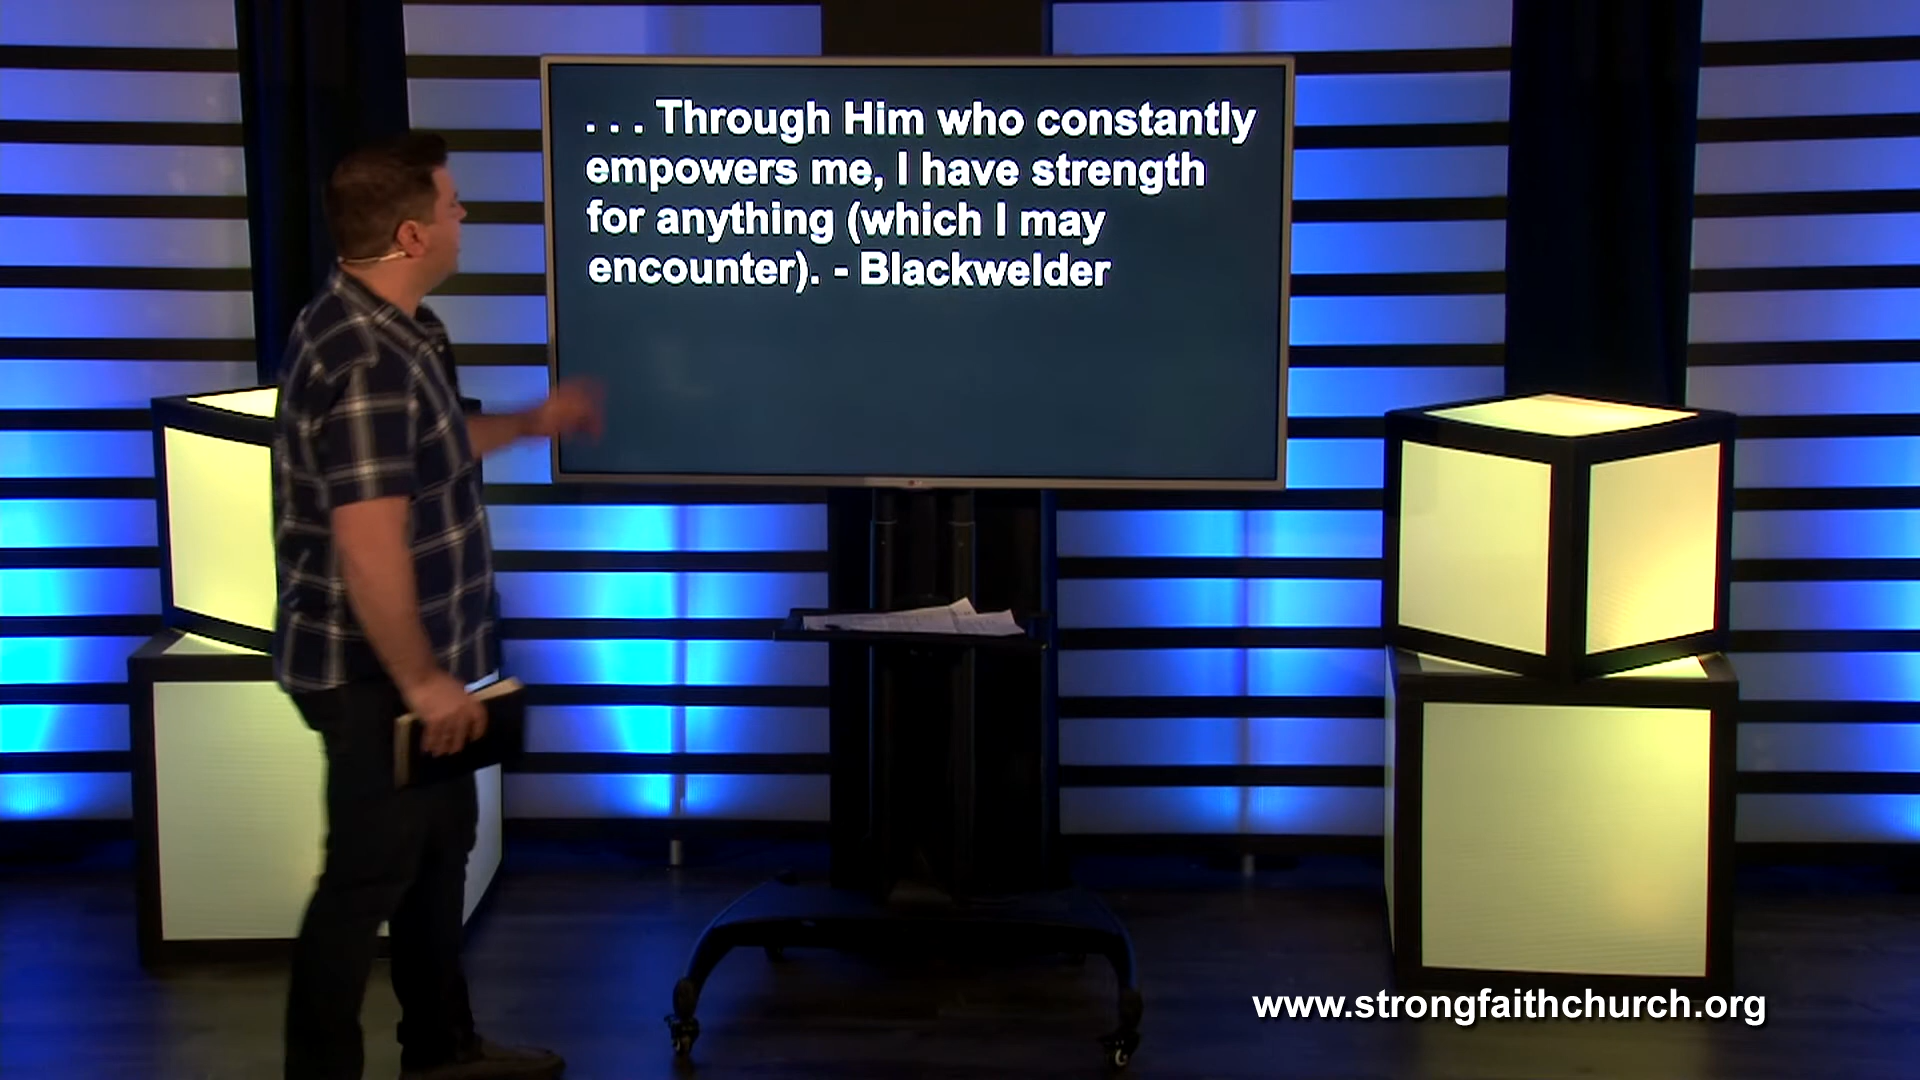 . . . Through Him who constantly
empowers me, I have strength
for anything (which I may
encounter). - Blackwelder
www.strongfaithchurch.org